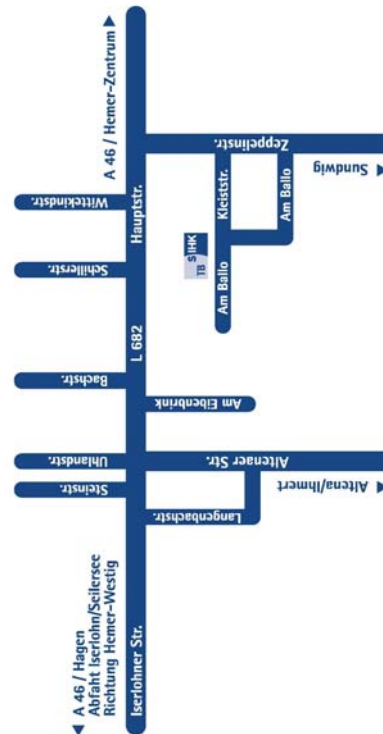 ◄ A 46 / Hagen
Abfaht Iserlohn/Seilersee
Richtung Hemer-Westig
Iserlohner Str.
Steinstr.
Uhlandstr.
Bachstr.
Schillerstr.
Wittekindstr.
A 46 / Hemer-Zentrum ►
L 682
Hauptstr.
Langenbachstr.
Altenaer Str.
◄ Altena/Ihmert
Am Eibenbrink
SIHK
TB
Am Ballo
Kleiststr.
Am Ballo
Zeppelinstr.
◄ Sundwig